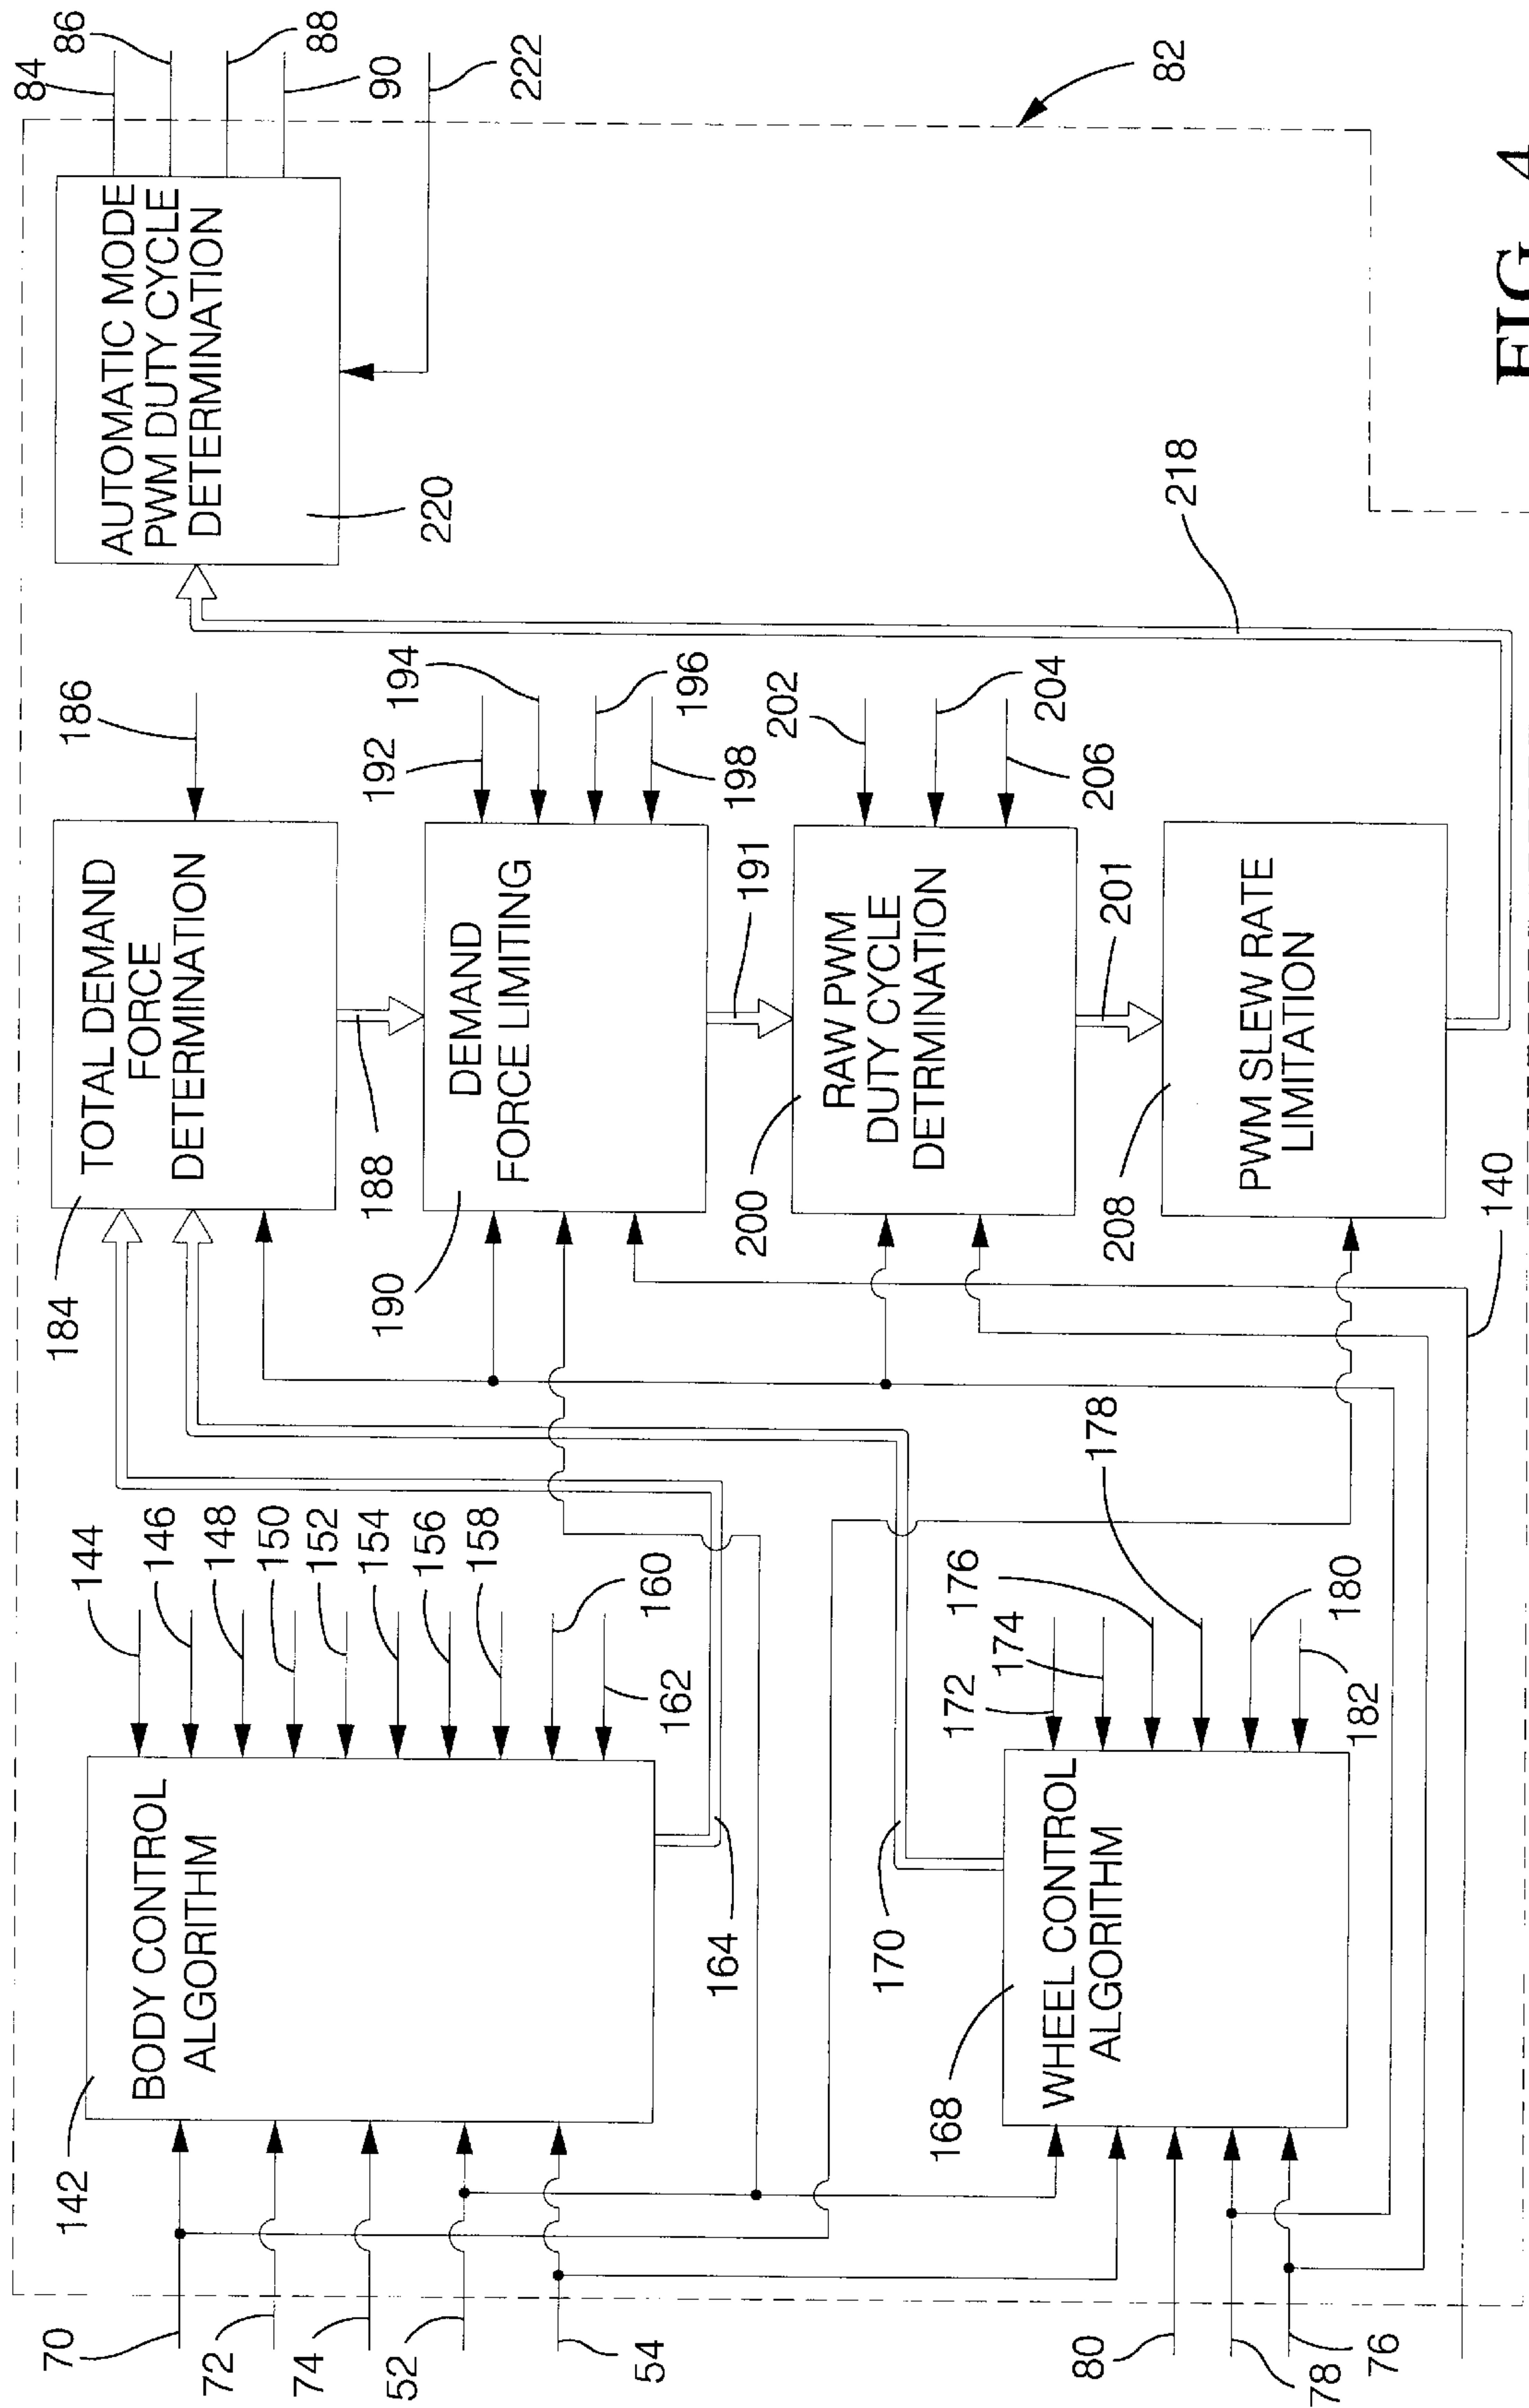 70
72
74
52
54
80
78
76
142
BODY CONTROL
ALGORITHM
144
146
148
150
152
154
156
158
160
162
164
168
WHEEL CONTROL
ALGORITHM
170
172
174
176
178
180
182
184
TOTAL DEMAND
FORCE
DETERMINATION
186
188
190
DEMAND
FORCE LIMITING
192
194
196
198
191
200
RAW PWM
DUTY CYCLE
DETRMINATION
202
204
206
201
208
PWM SLEW RATE
LIMITATION
140
218
AUTOMATIC MODE
PWM DUTY CYCLE
DETERMINATION
220
84
86
88
90
222
82
FIG. 4